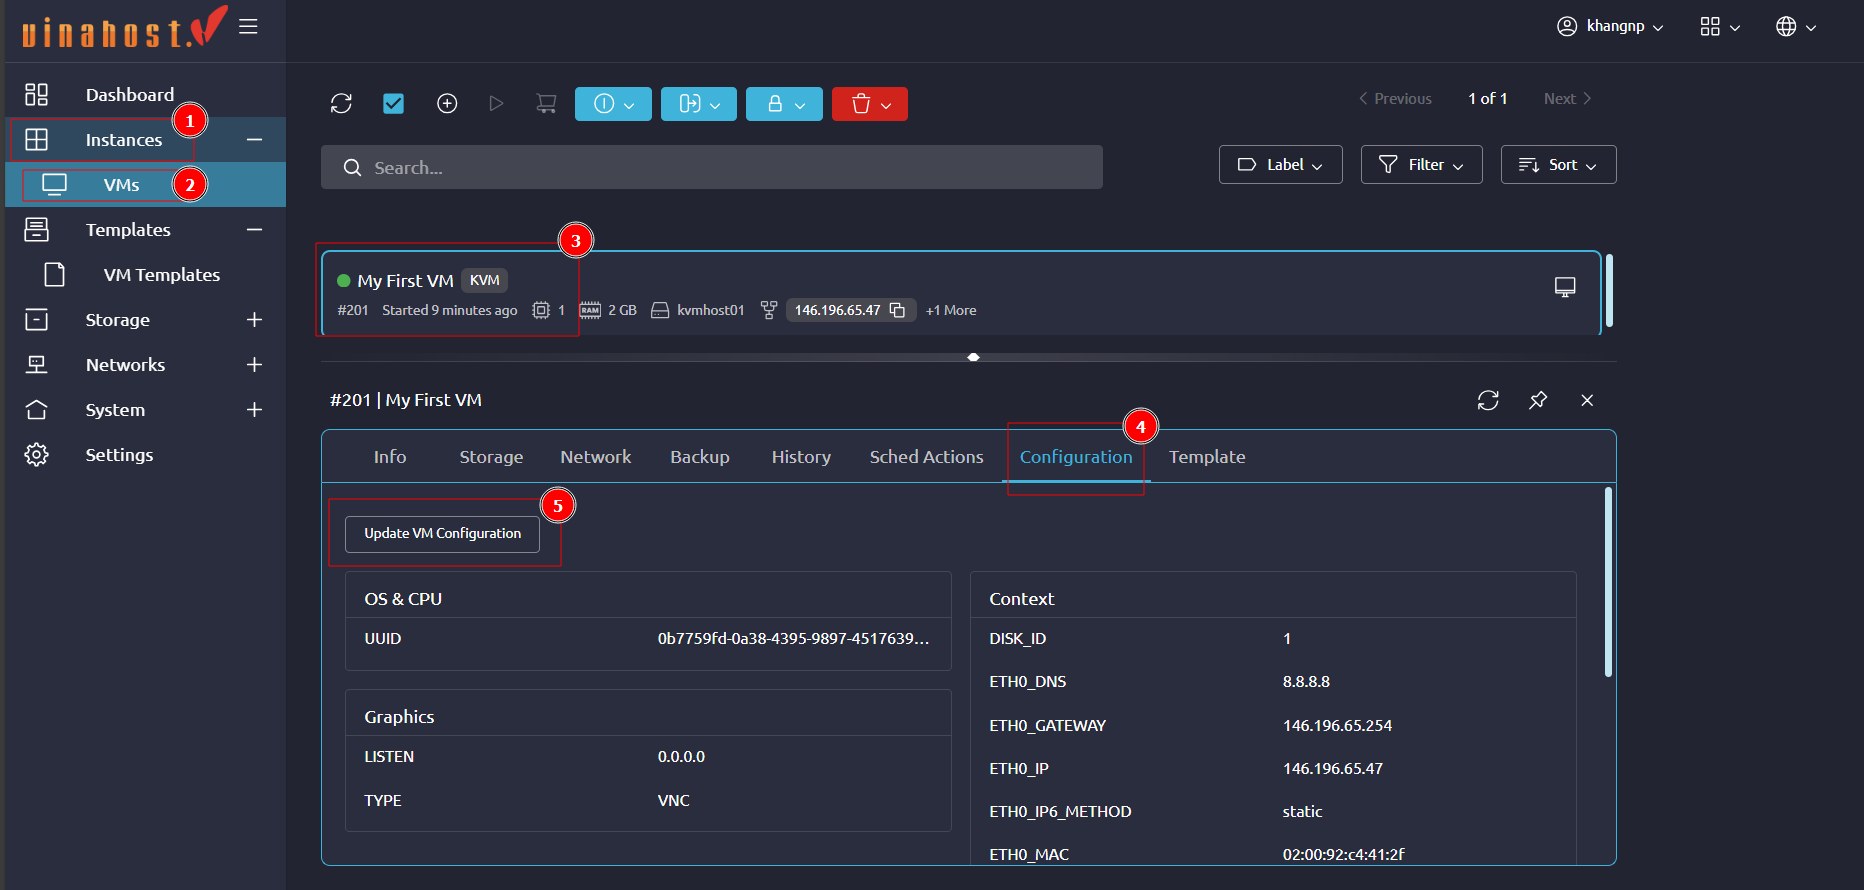 vinahost.
khangnp
Dashboard
1
Instances
VMs
2
Templates
VM Templates
Storage
Networks
System
Settings
Previous 1 of 1 Next
Search...
Label Filter Sort
3
My First VM KVM
#201 Started 9 minutes ago 1 RAM 2 GB kvmhost01 146.196.65.47 +1 More
#201 | My First VM
4
Info Storage Network Backup History Sched Actions Configuration Template
5
Update VM Configuration
OS & CPU
UUID 0b7759fd-0a38-4395-9897-4517639...
Graphics
LISTEN 0.0.0.0
TYPE VNC
Context
DISK_ID 1
ETH0_DNS 8.8.8.8
ETH0_GATEWAY 146.196.65.254
ETH0_IP 146.196.65.47
ETH0_IP6_METHOD static
ETH0_MAC 02:00:92:c4:41:2f